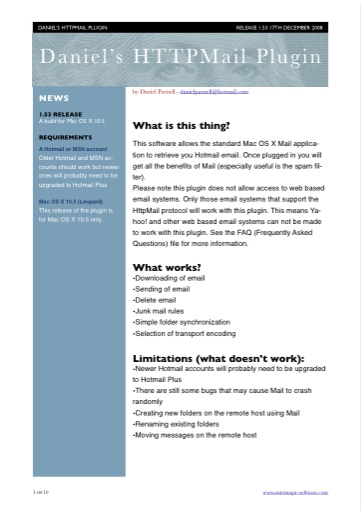 DANIEL'S HTTPMAIL PLUGIN
RELEASE 1.53 17TH DECEMBER 2008
Daniel's HTTPMail Plugin
NEWS
1.53 RELEASE
A build for Mac OS X 10.5
REQUIREMENTS
A Hotmail or MSN account
Older Hotmail and MSN ac-
counts should work but newer
ones will probably need to be
upgraded to Hotmail Plus
Mac OS X 10.5 (Leopard)
This release of the plugin is
for Mac OS X 10.5 only.
by Daniel Parnell - danielparnell@hotmail.com
What is this thing?
This software allows the standard Mac OS X Mail applica-
tion to retrieve you Hotmail email. Once plugged in you will
get all the benefits of Mail (especially useful is the spam fil-
ter).
Please note this plugin does not allow access to web based
email systems. Only those email systems that support the
HttpMail protocol will work with this plugin. This means Ya-
hoo! and other web based email systems can not be made
to work with this plugin. See the FAQ (Frequently Asked
Questions) file for more information.
What works?
•Downloading of email
•Sending of email
•Delete email
•Junk mail rules
•Simple folder synchronization
•Selection of transport encoding
Limitations (what doesn't work):
•Newer Hotmail accounts will probably need to be upgraded
to Hotmail Plus
•There are still some bugs that may cause Mail to crash
randomly
•Creating new folders on the remote host using Mail
•Renaming existing folders
•Moving messages on the remote host
1 of 10
www.automagic-software.com